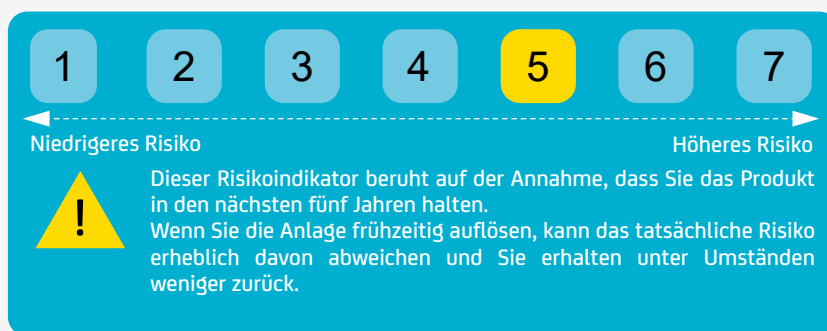 1 2 3 4 5 6 7
Niedrigeres Risiko Höheres Risiko
!
Dieser Risikoindikator beruht auf der Annahme, dass Sie das Produkt
in den nächsten fünf Jahren halten.
Wenn Sie die Anlage frühzeitig auflösen, kann das tatsächliche Risiko
erheblich davon abweichen und Sie erhalten unter Umständen
weniger zurück.